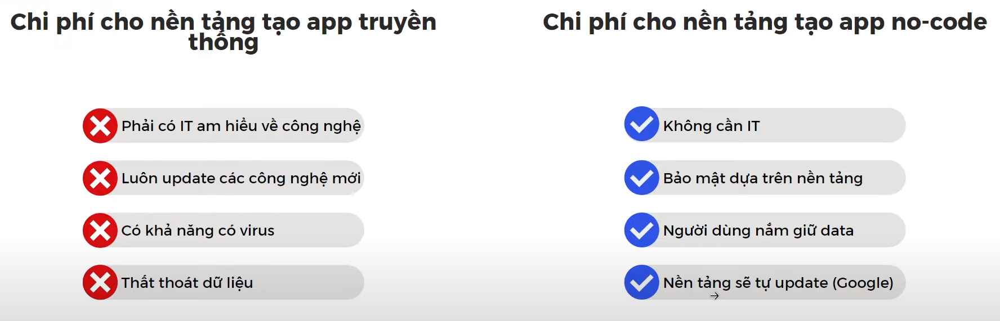 Chi phí cho nền tảng tạo app truyền
thống
Phải có IT am hiểu về công nghệ
Luôn update các công nghệ mới
Có khả năng có virus
Thất thoát dữ liệu
Chi phí cho nền tảng tạo app no-code
Không cần IT
Bảo mật dựa trên nền tảng
Người dùng nắm giữ data
Nền tảng sẽ tự update (Google)